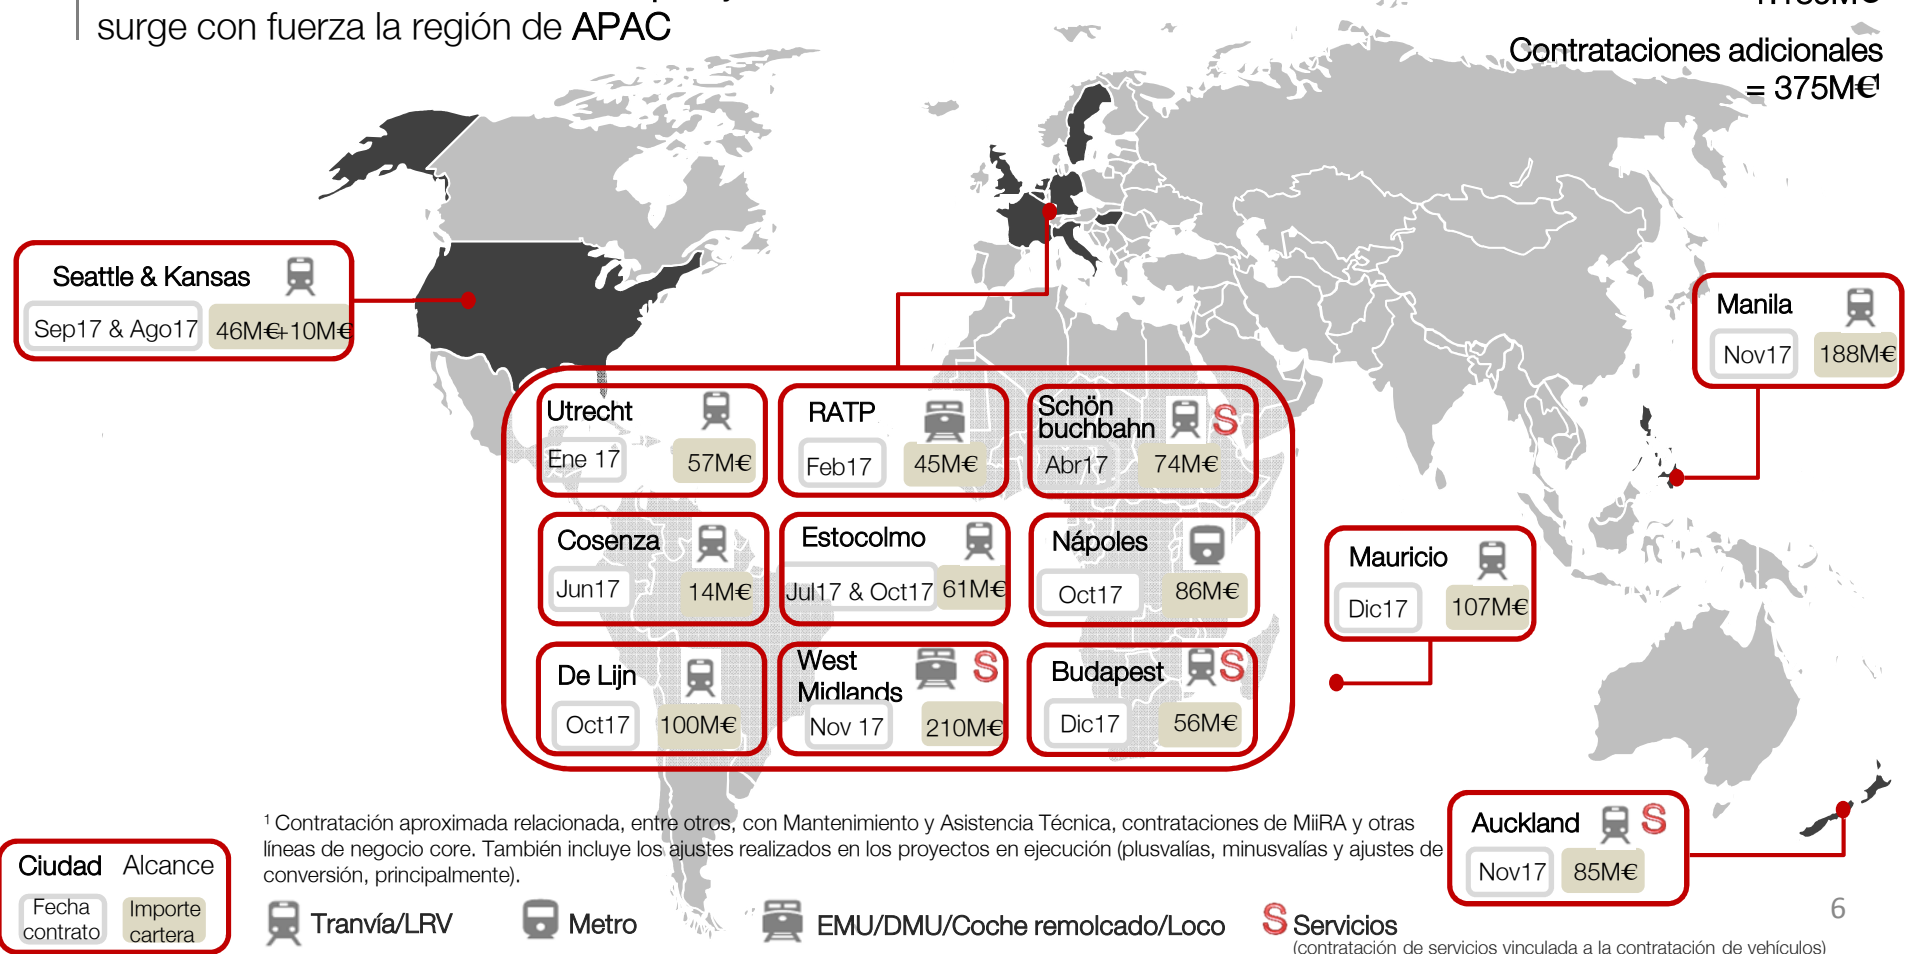 surge con fuerza la región de APAC
Contrataciones adicionales
= 375M€¹
Seattle & Kansas
Sep17 & Ago17
46M€+10M€
Manila
Nov17
188M€
Utrecht
Ene 17
57M€
RATP
Feb17
45M€
Schön
buchbahn
S
Abr17
74M€
Cosenza
Jun17
14M€
Estocolmo
Jul17 & Oct17
61M€
Nápoles
Oct17
86M€
Mauricio
Dic17
107M€
De Lijn
Oct17
100M€
West
Midlands
S
Nov 17
210M€
Budapest
S
Dic17
56M€
Auckland
S
Nov17
85M€
¹ Contratación aproximada relacionada, entre otros, con Mantenimiento y Asistencia Técnica, contrataciones de MiiRA y otras
líneas de negocio core. También incluye los ajustes realizados en los proyectos en ejecución (plusvalías, minusvalías y ajustes de
conversión, principalmente).
Ciudad Alcance
Fecha
contrato
Importe
cartera
Tranvía/LRV
Metro
EMU/DMU/Coche remolcado/Loco
S Servicios
(contratación de servicios vinculada a la contratación de vehículos)
6